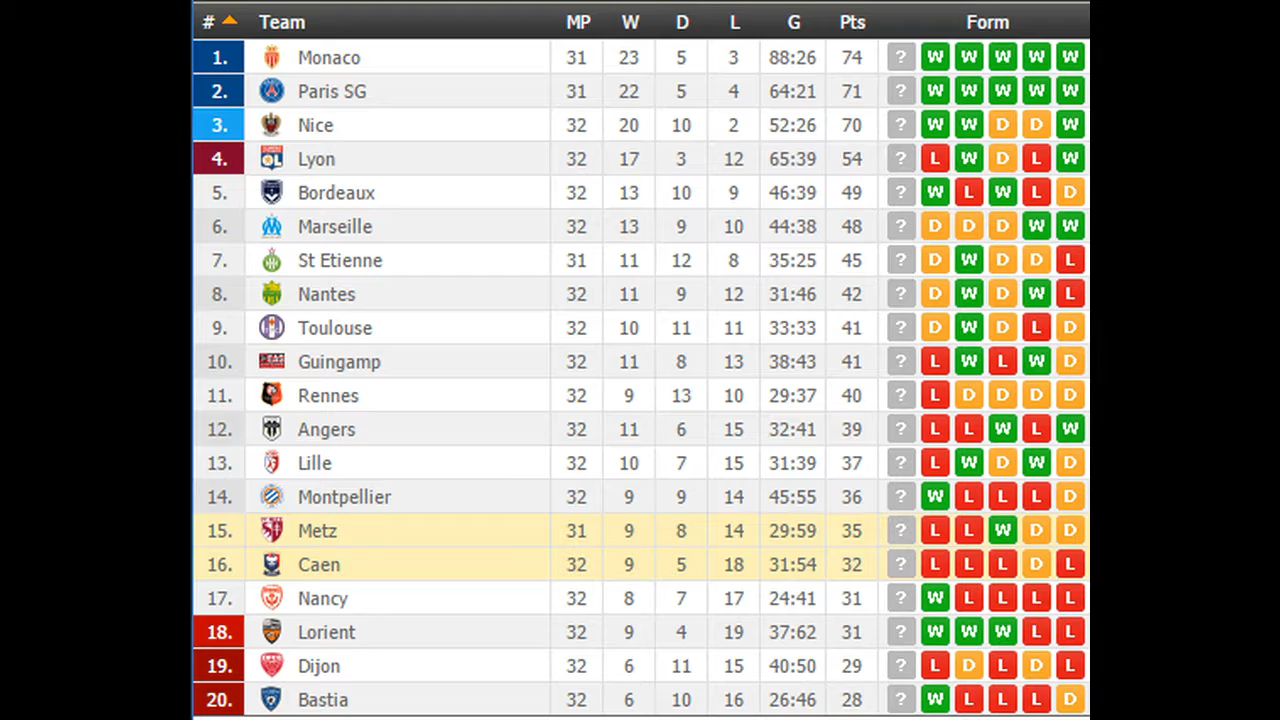 # Team MP W D L G Pts Form
1. Monaco 31 23 5 3 88:26 74 ? W W W W W
2. Paris SG 31 22 5 4 64:21 71 ? W W W W W
3. Nice 32 20 10 2 52:26 70 ? W W D D W
4. Lyon 32 17 3 12 65:39 54 ? L W D L W
5. Bordeaux 32 13 10 9 46:39 49 ? W L W L D
6. Marseille 32 13 9 10 44:38 48 ? D D D W W
7. St Etienne 31 11 12 8 35:25 45 ? D W D D L
8. Nantes 32 11 9 12 31:46 42 ? D W D W L
9. Toulouse 32 10 11 11 33:33 41 ? D W D L D
10. Guingamp 32 11 8 13 38:43 41 ? L W L W D
11. Rennes 32 9 13 10 29:37 40 ? L D D D D
12. Angers 32 11 6 15 32:41 39 ? L L W L W
13. Lille 32 10 7 15 31:39 37 ? L W D W D
14. Montpellier 32 9 9 14 45:55 36 ? W L L L D
15. Metz 31 9 8 14 29:59 35 ? L L W D D
16. Caen 32 9 5 18 31:54 32 ? L L L D L
17. Nancy 32 8 7 17 24:41 31 ? W L L L L
18. Lorient 32 9 4 19 37:62 31 ? W W W L L
19. Dijon 32 6 11 15 40:50 29 ? L D L D L
20. Bastia 32 6 10 16 26:46 28 ? W L L L D